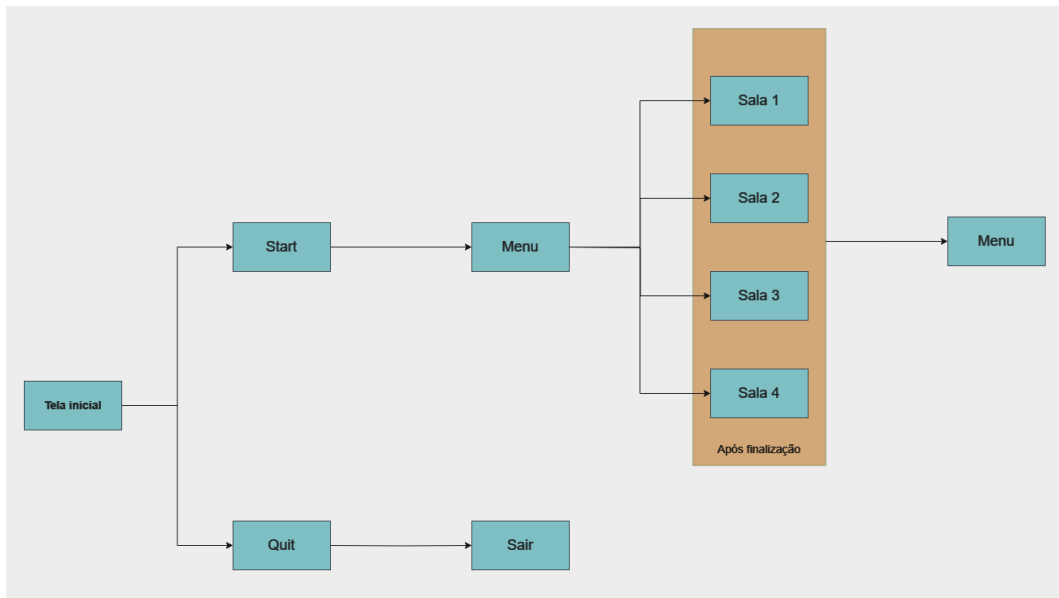 Sala 1
Sala 2
Start
Menu
Menu
Sala 3
Tela inicial
Sala 4
Após finalização
Quit
Sair